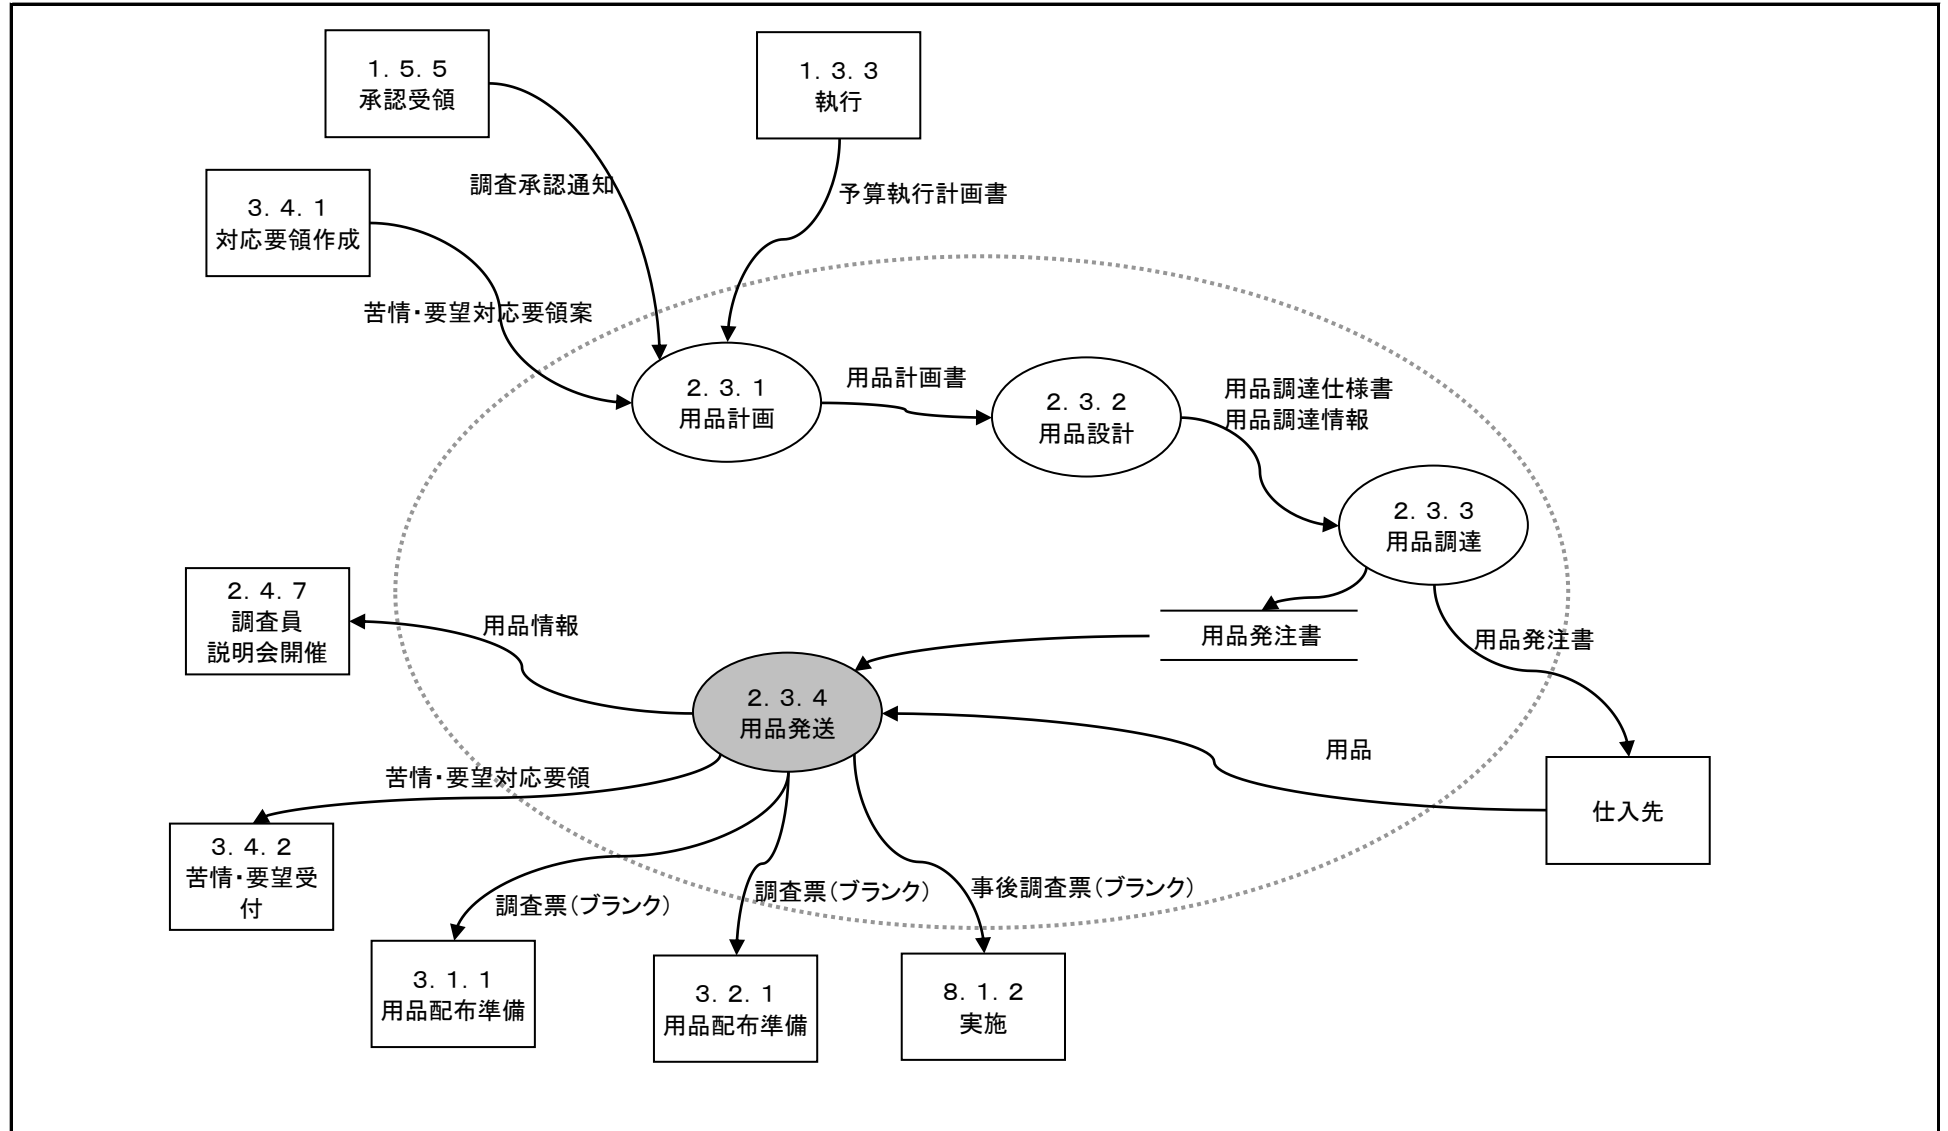 １．５．５
承認受領
１．３．３
執行
調査承認通知
予算執行計画書
３．４．１
対応要領作成
苦情・要望対応要領案
２．３．１
用品計画
用品計画書
２．３．２
用品設計
用品調達仕様書
用品調達情報
２．３．３
用品調達
２．４．７
調査員
説明会開催
用品情報
用品発注書
用品発注書
２．３．４
用品発送
用品
苦情・要望対応要領
仕入先
３．４．２
苦情・要望受
付
調査票（ブランク）
調査票（ブランク）
事後調査票（ブランク）
３．１．１
用品配布準備
３．２．１
用品配布準備
８．１．２
実施